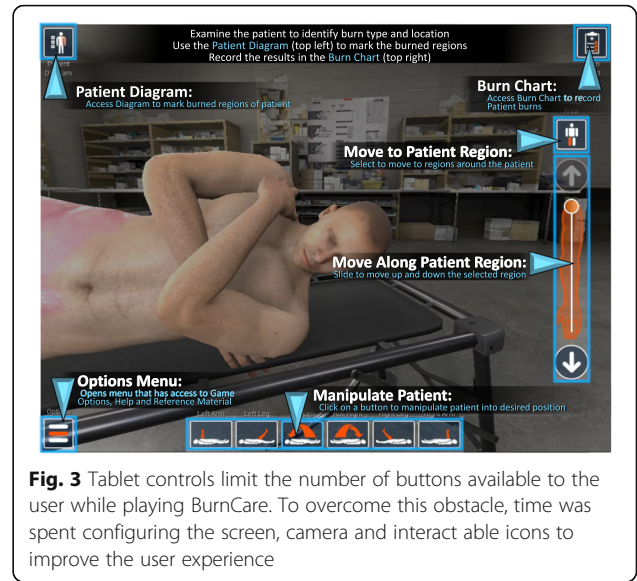 Examine the patient to identify burn type and location
Use the Patient Diagram (top left) to mark the burned regions
Record the results in the Burn Chart (top right)
Patient Diagram:
Access Diagram to mark burned regions of patient
Burn Chart:
Access Burn Chart to record
Patient burns
Move to Patient Region:
Select to move to regions around the patient
Move Along Patient Region:
Slide to move up and down the selected region
Options Menu:
Opens menu that has access to Game
Options, Help and Reference Material
Manipulate Patient:
Click on a button to manipulate patient into desired position
Left Arm Left Leg
Fig. 3 Tablet controls limit the number of buttons available to the
user while playing BurnCare. To overcome this obstacle, time was
spent configuring the screen, camera and interact able icons to
improve the user experience